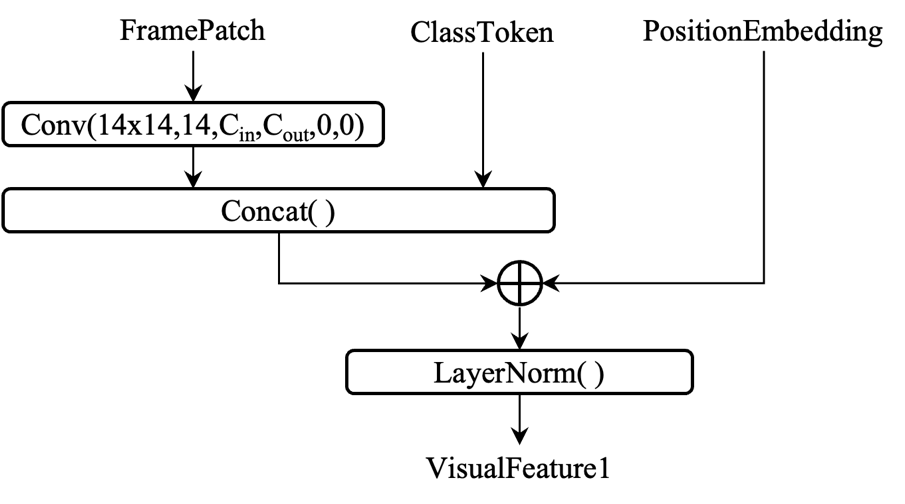 FramePatch
ClassToken
PositionEmbedding
Conv(14x14,14,Cin,Cout,0,0)
Concat( )
LayerNorm( )
VisualFeature1